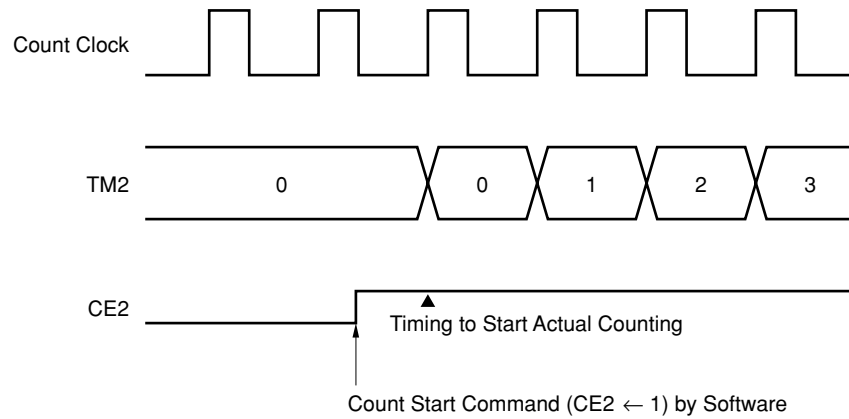 Count Clock
TM2
0
0
1
2
3
CE2
Timing to Start Actual Counting
Count Start Command (CE2 ← 1) by Software